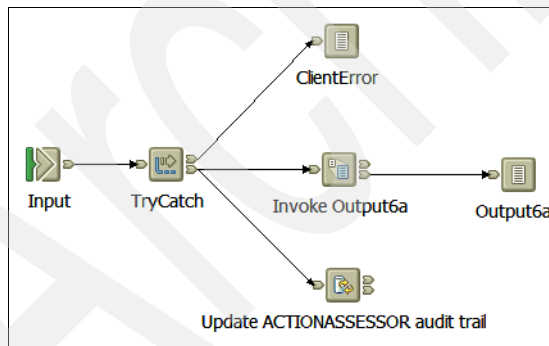 ClientError
Input
TryCatch
Invoke Output6a
Output6a
Update ACTIONASSESSOR audit trail